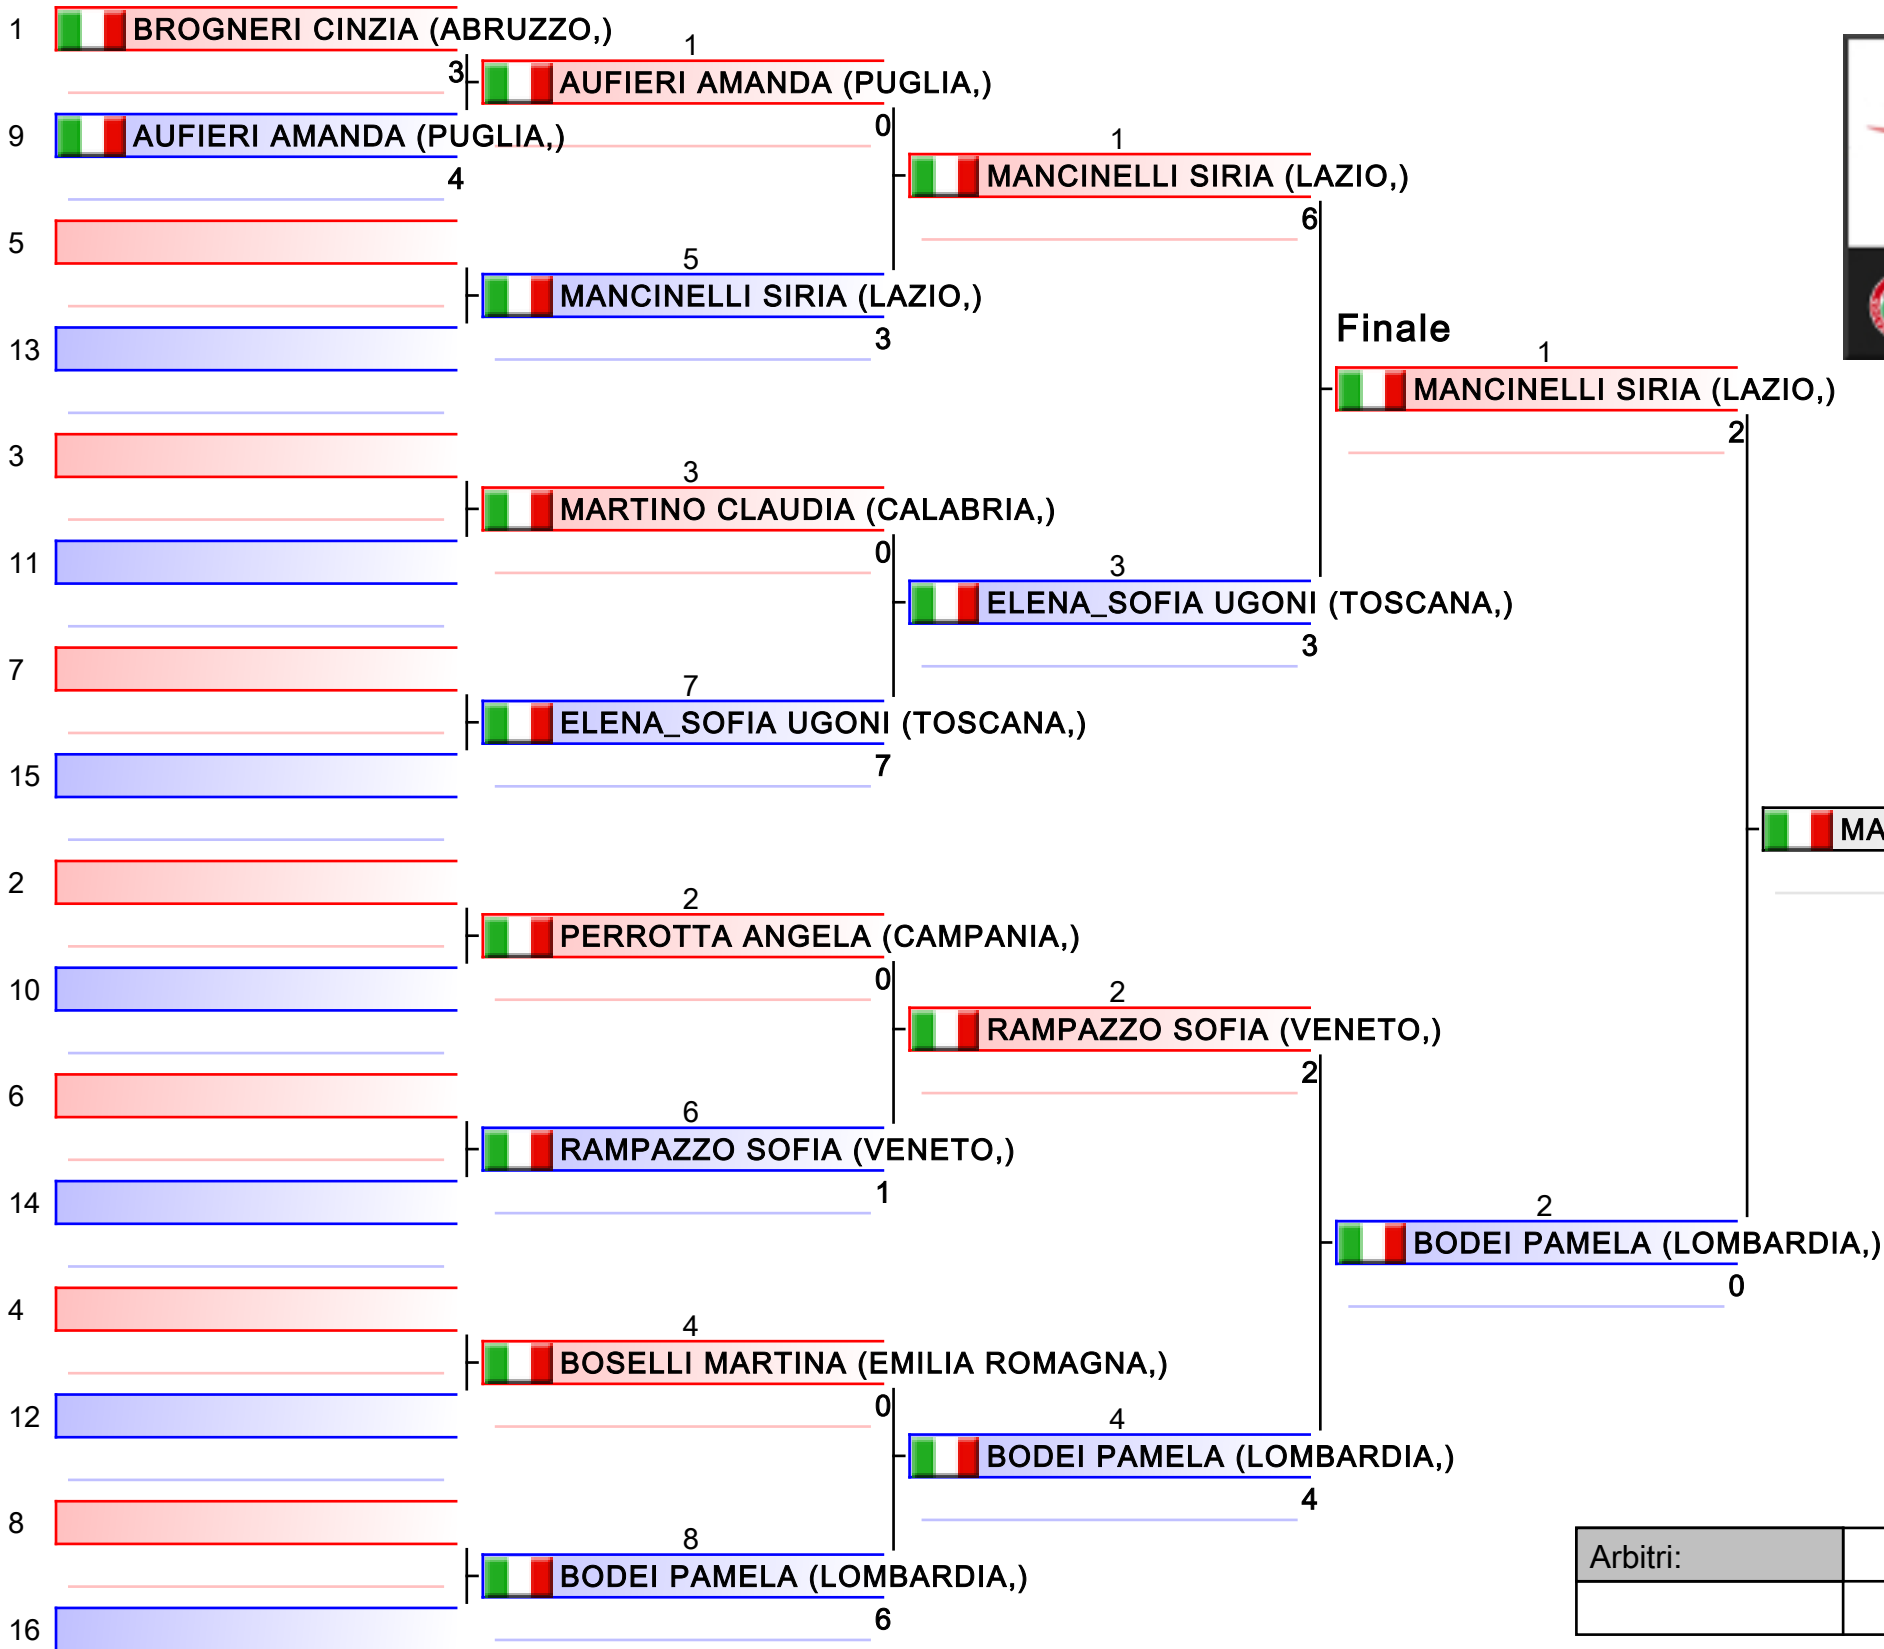 1
BROGNERI CINZIA (ABRUZZO,)
3
9
AUFIERI AMANDA (PUGLIA,)
4
5
13
3
11
7
15
2
10
6
14
4
12
8
16
1
AUFIERI AMANDA (PUGLIA,)
0
5
MANCINELLI SIRIA (LAZIO,)
3
3
MARTINO CLAUDIA (CALABRIA,)
0
7
ELENA_SOFIA UGONI (TOSCANA,)
7
2
PERROTTA ANGELA (CAMPANIA,)
0
6
RAMPAZZO SOFIA (VENETO,)
1
4
BOSELLI MARTINA (EMILIA ROMAGNA,)
0
8
BODEI PAMELA (LOMBARDIA,)
6
1
MANCINELLI SIRIA (LAZIO,)
6
3
ELENA_SOFIA UGONI (TOSCANA,)
3
2
RAMPAZZO SOFIA (VENETO,)
2
4
BODEI PAMELA (LOMBARDIA,)
4
Finale
1
MANCINELLI SIRIA (LAZIO,)
2
2
BODEI PAMELA (LOMBARDIA,)
0
MA
Arbitri: